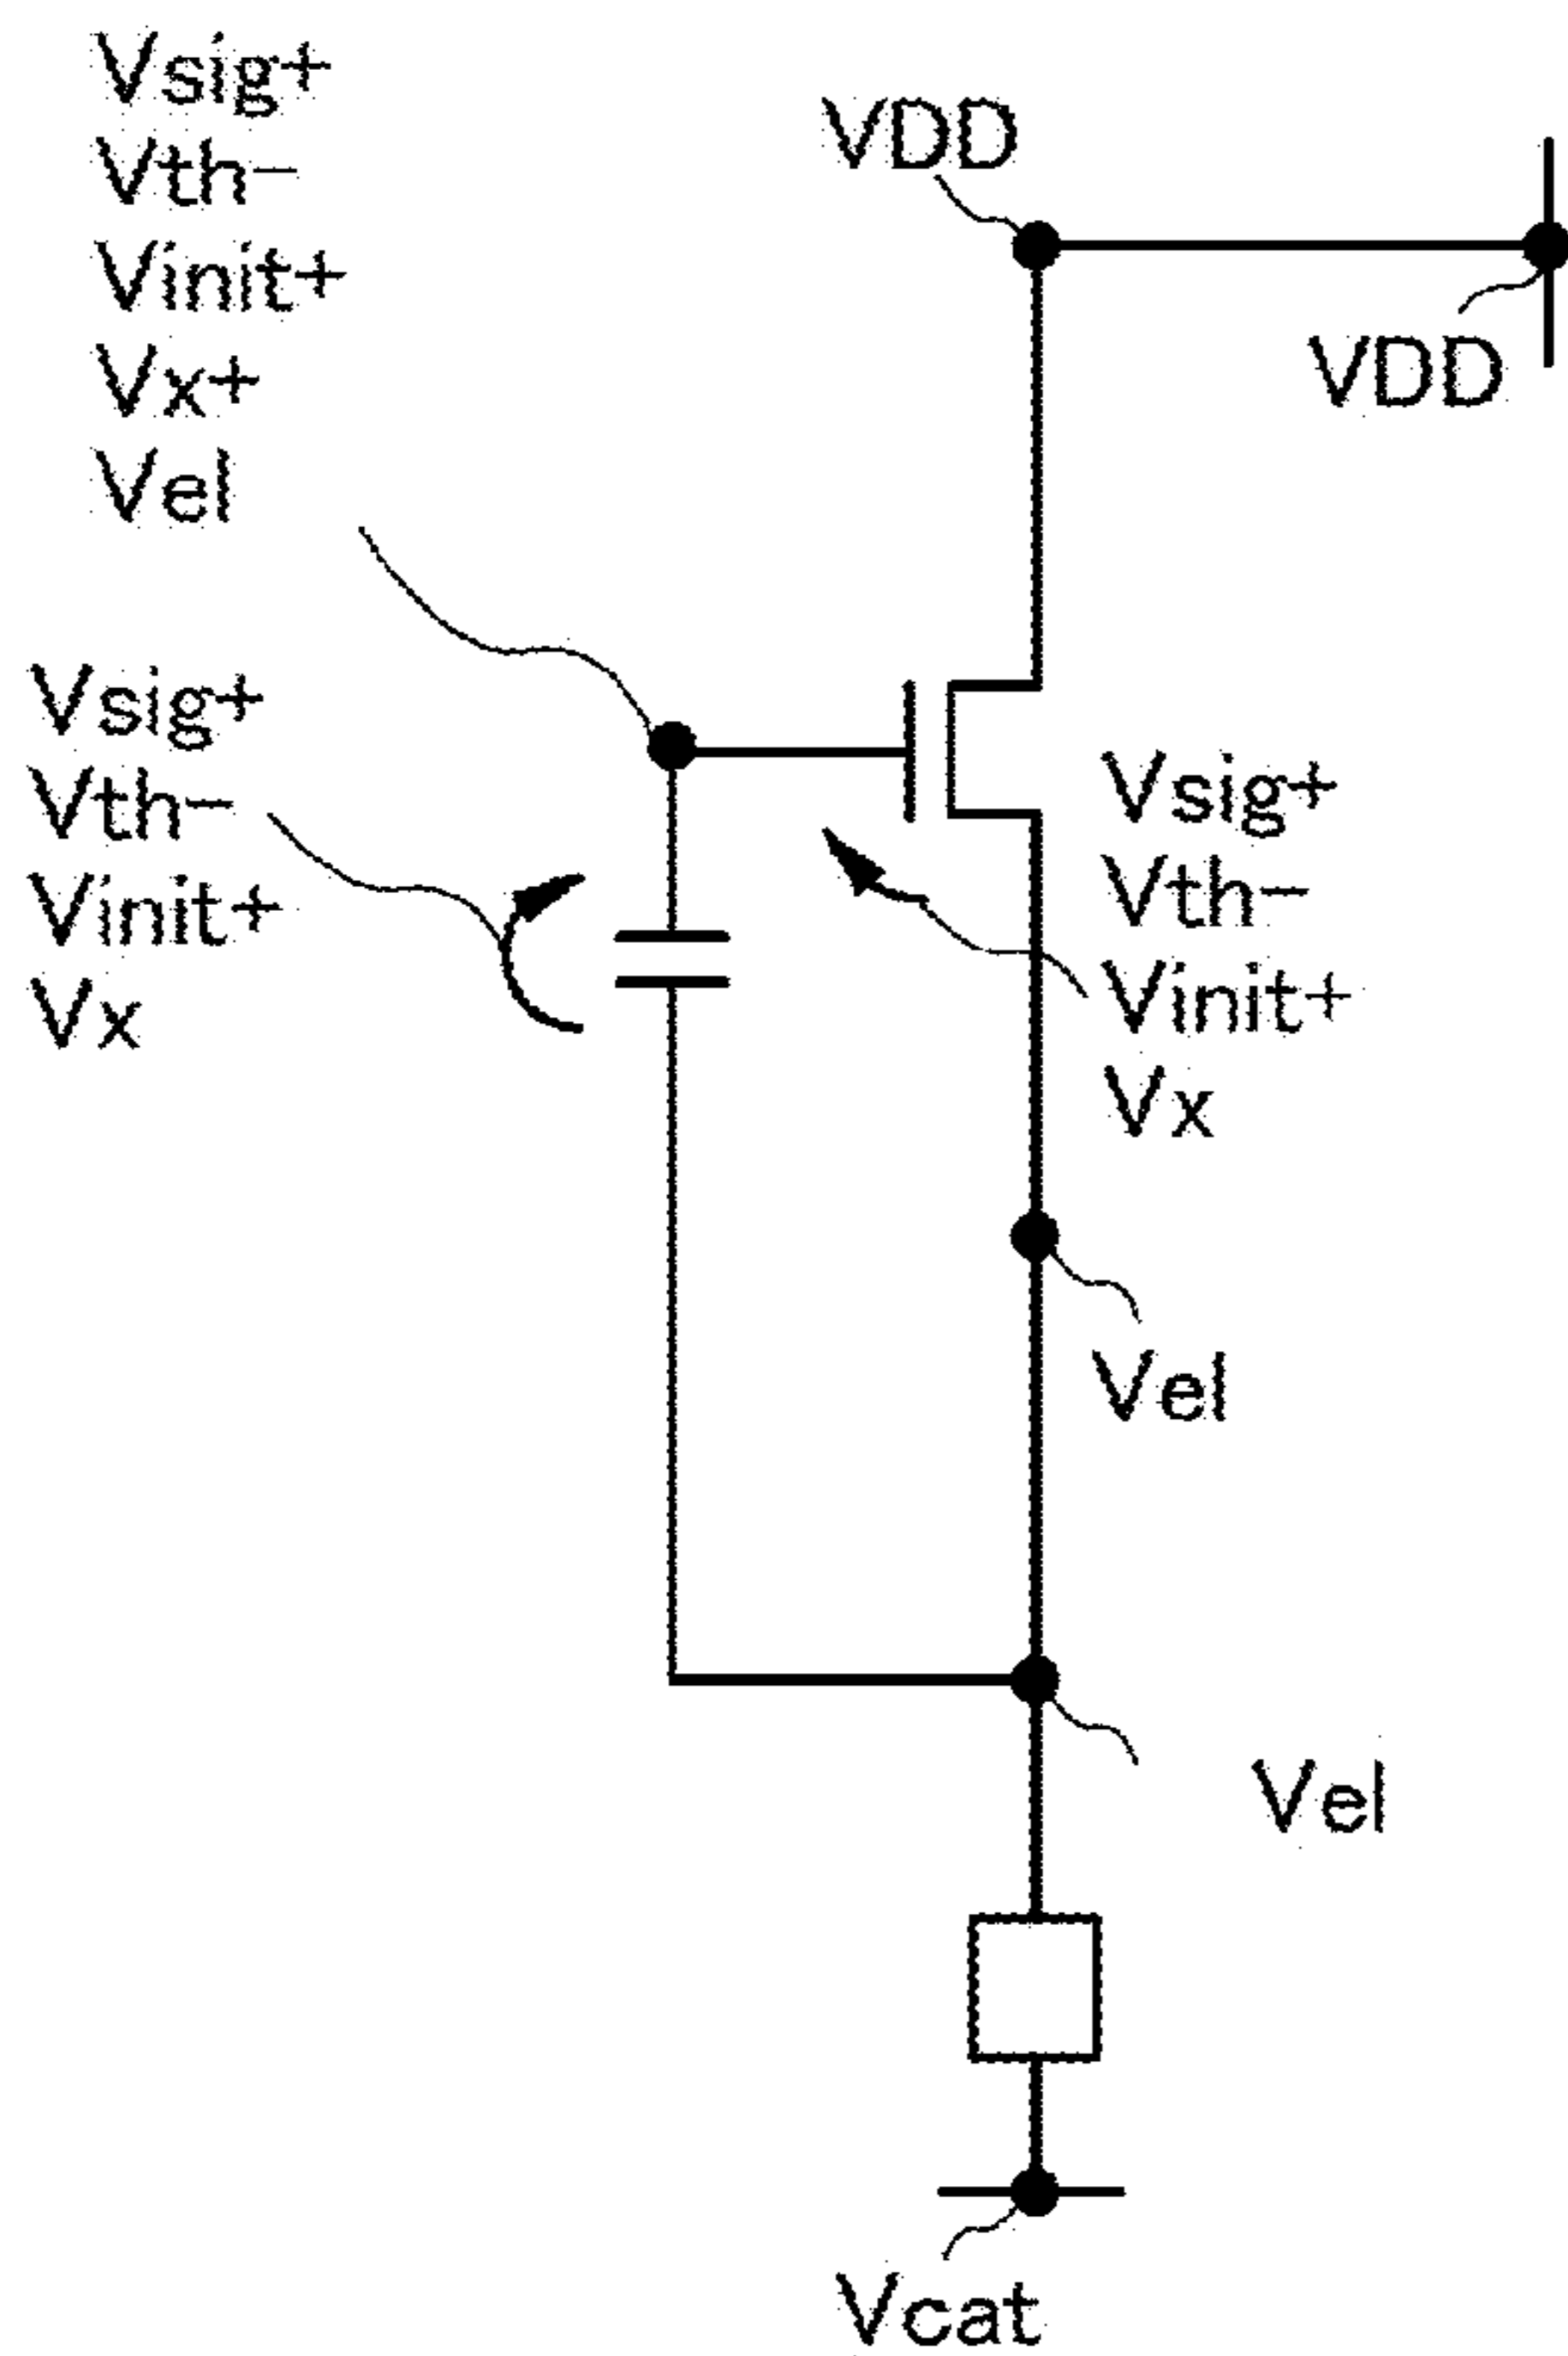 Vsig+
Vth−
Vinit+
Vx+
Vel
VDD
VDD
Vsig+
Vth−
Vinit+
Vx
Vsig+
Vth−
Vinit+
Vx
Vel
Vel
Vcat